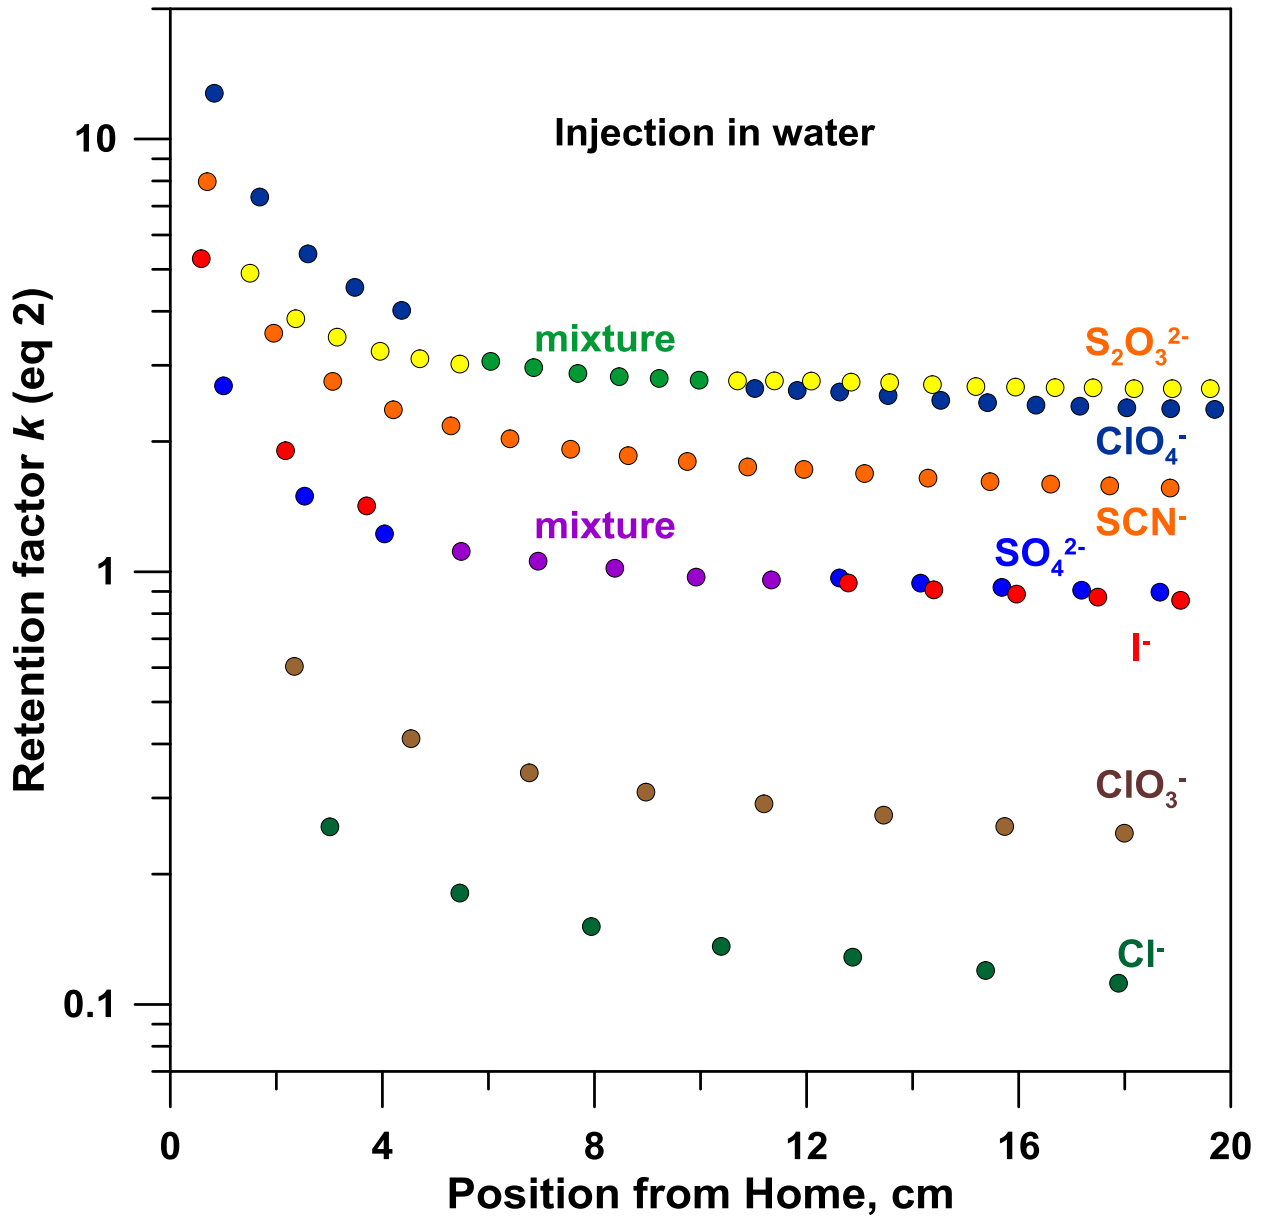 Injection in water
10
1
0.1
Retention factor k (eq 2)
mixture
S₂O₃²⁻
ClO₄⁻
SCN⁻
mixture
SO₄²⁻
I⁻
ClO₃⁻
Cl⁻
0 4 8 12 16 20
Position from Home, cm